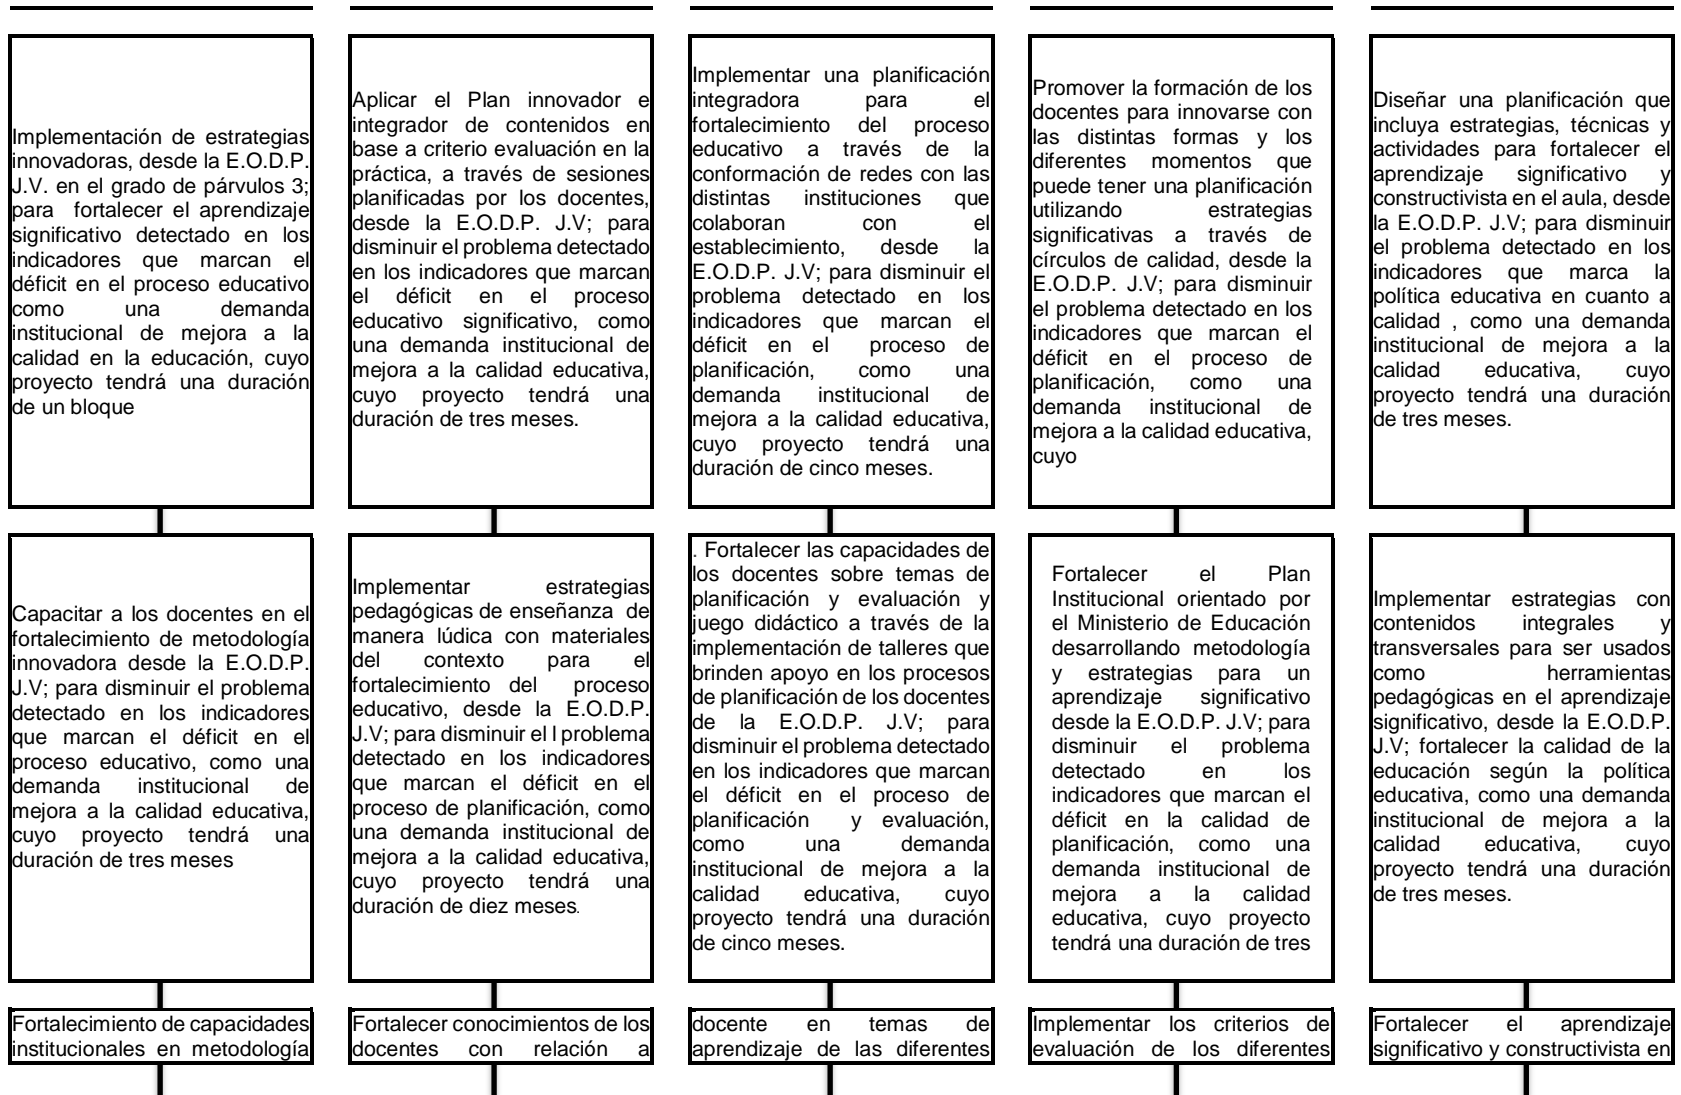 Implementación de estrategias
innovadoras, desde la E.O.D.P.
J.V. en el grado de párvulos 3;
para fortalecer el aprendizaje
significativo detectado en los
indicadores que marcan el
déficit en el proceso educativo
como una demanda
institucional de mejora a la
calidad en la educación, cuyo
proyecto tendrá una duración
de un bloque
Aplicar el Plan innovador e
integrador de contenidos en
base a criterio evaluación en la
práctica, a través de sesiones
planificadas por los docentes,
desde la E.O.D.P. J.V; para
disminuir el problema detectado
en los indicadores que marcan
el déficit en el proceso
educativo significativo, como
una demanda institucional de
mejora a la calidad educativa,
cuyo proyecto tendrá una
duración de tres meses.
Implementar una planificación
integradora para el
fortalecimiento del proceso
educativo a través de la
conformación de redes con las
distintas instituciones que
colaboran con el
establecimiento, desde la
E.O.D.P. J.V; para disminuir el
problema detectado en los
indicadores que marcan el
déficit en el proceso de
planificación, como una
demanda institucional de
mejora a la calidad educativa,
cuyo proyecto tendrá una
duración de cinco meses.
Promover la formación de los
docentes para innovarse con
las distintas formas y los
diferentes momentos que
puede tener una planificación
utilizando estrategias
significativas a través de
círculos de calidad, desde la
E.O.D.P. J.V; para disminuir
el problema detectado en los
indicadores que marcan el
déficit en el proceso de
planificación, como una
demanda institucional de
mejora a la calidad educativa,
cuyo
Diseñar una planificación que
incluya estrategias, técnicas y
actividades para fortalecer el
aprendizaje significativo y
constructivista en el aula, desde
la E.O.D.P. J.V; para disminuir
el problema detectado en los
indicadores que marca la
política educativa en cuanto a
calidad , como una demanda
institucional de mejora a la
calidad educativa, cuyo
proyecto tendrá una duración
de tres meses.
Capacitar a los docentes en el
fortalecimiento de metodología
innovadora desde la E.O.D.P.
J.V; para disminuir el problema
detectado en los indicadores
que marcan el déficit en el
proceso educativo, como una
demanda institucional de
mejora a la calidad educativa,
cuyo proyecto tendrá una
duración de tres meses
Implementar estrategias
pedagógicas de enseñanza de
manera lúdica con materiales
del contexto para el
fortalecimiento del proceso
educativo, desde la E.O.D.P.
J.V; para disminuir el l problema
detectado en los indicadores
que marcan el déficit en el
proceso de planificación, como
una demanda institucional de
mejora a la calidad educativa,
cuyo proyecto tendrá una
duración de diez meses.
. Fortalecer las capacidades de
los docentes sobre temas de
planificación y evaluación y
juego didáctico a través de la
implementación de talleres que
brinden apoyo en los procesos
de planificación de los docentes
de la E.O.D.P. J.V; para
disminuir el problema detectado
en los indicadores que marcan
el déficit en el proceso de
planificación y evaluación,
como una demanda
institucional de mejora a la
calidad educativa, cuyo
proyecto tendrá una duración
de cinco meses.
Fortalecer el Plan
Institucional orientado por
el Ministerio de Educación
desarrollando metodología
y estrategias para un
aprendizaje significativo
desde la E.O.D.P. J.V; para
disminuir el problema
detectado en los
indicadores que marcan el
déficit en la calidad de
planificación, como una
demanda institucional de
mejora a la calidad
educativa, cuyo proyecto
tendrá una duración de tres
Implementar estrategias con
contenidos integrales y
transversales para ser usados
como herramientas
pedagógicas en el aprendizaje
significativo, desde la E.O.D.P.
J.V; fortalecer la calidad de la
educación según la política
educativa, como una demanda
institucional de mejora a la
calidad educativa, cuyo
proyecto tendrá una duración
de tres meses.
Fortalecimiento de capacidades
institucionales en metodología
Fortalecer conocimientos de los
docentes con relación a
docente en temas de
aprendizaje de las diferentes
Implementar los criterios de
evaluación de los diferentes
Fortalecer el aprendizaje
significativo y constructivista en